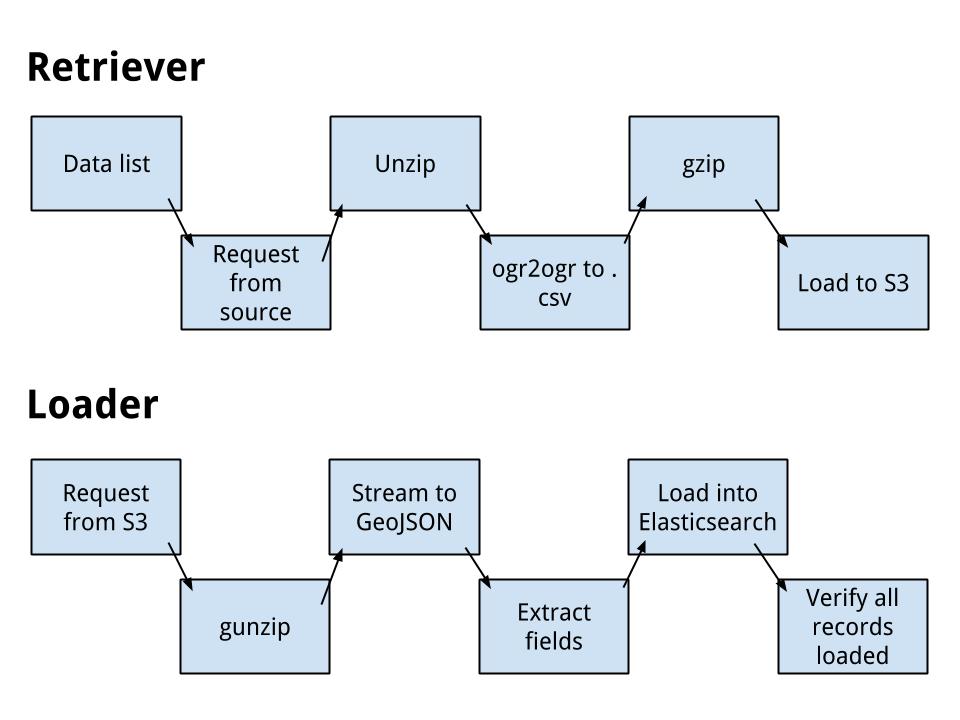 Retriever
Data list
Unzip
gzip
Request
from
source
ogr2ogr to .
csv
Load to S3
Loader
Request
from S3
Stream to
GeoJSON
Load into
Elasticsearch
gunzip
Extract
fields
Verify all
records
loaded